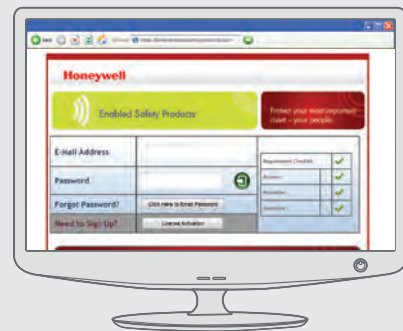 Honeywell
Enabled Safety Products
Protect your most important
asset – your people.
E-mail Address
Password
Forgot Password?
Click Here to Email Password
Need to Sign Up?
License Activation
Requirements Checklist